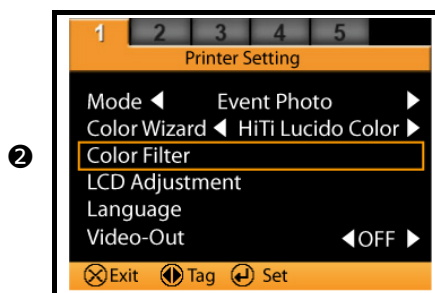 1 2 3 4 5
Printer Setting
Mode ◀ Event Photo ▶
Color Wizard ◀ HiTi Lucido Color ▶
❷ Color Filter
LCD Adjustment
Language
Video-Out ◀ OFF ▶
Exit Tag Set